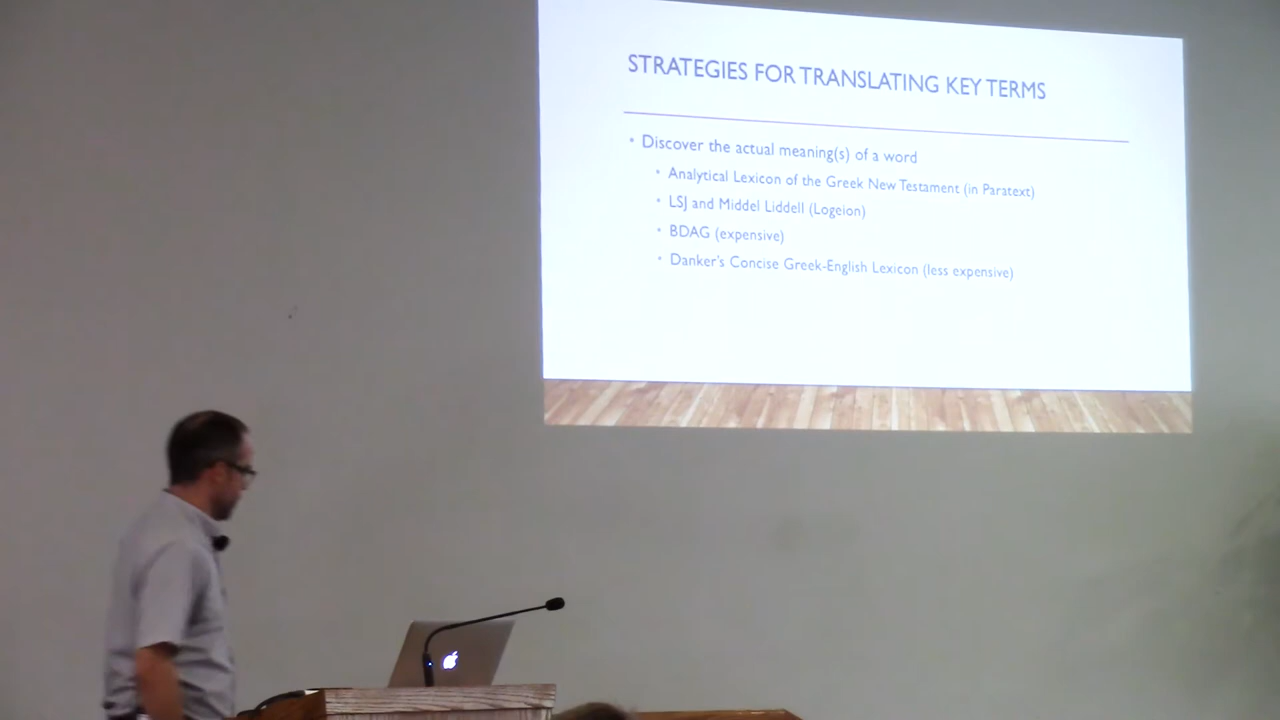 STRATEGIES FOR TRANSLATING KEY TERMS
• Discover the actual meaning(s) of a word
• Analytical Lexicon of the Greek New Testament (in Paratext)
• LSJ and Middel Liddell (Logeion)
• BDAG (expensive)
• Danker's Concise Greek-English Lexicon (less expensive)